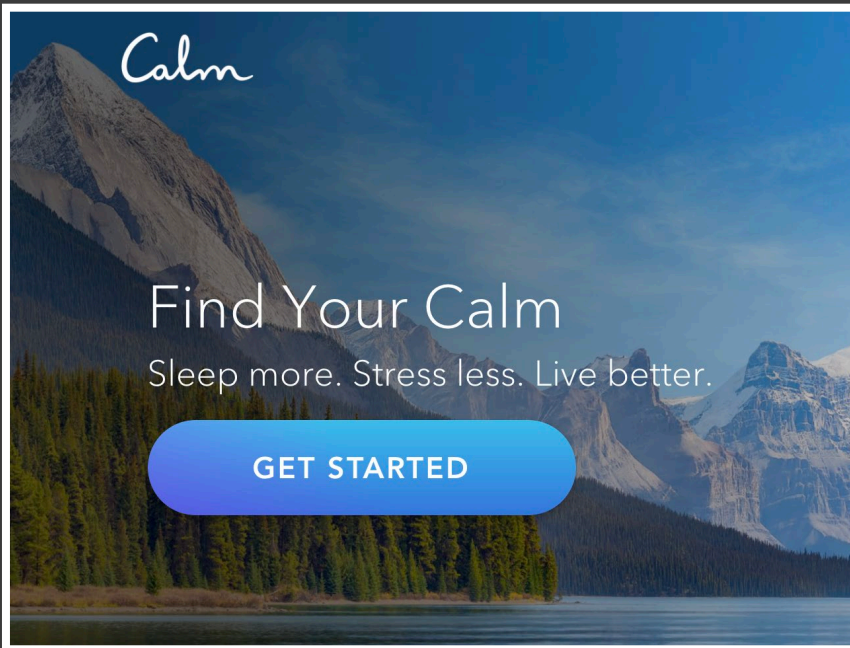 Calm
Find Your Calm
Sleep more. Stress less. Live better.
GET STARTED